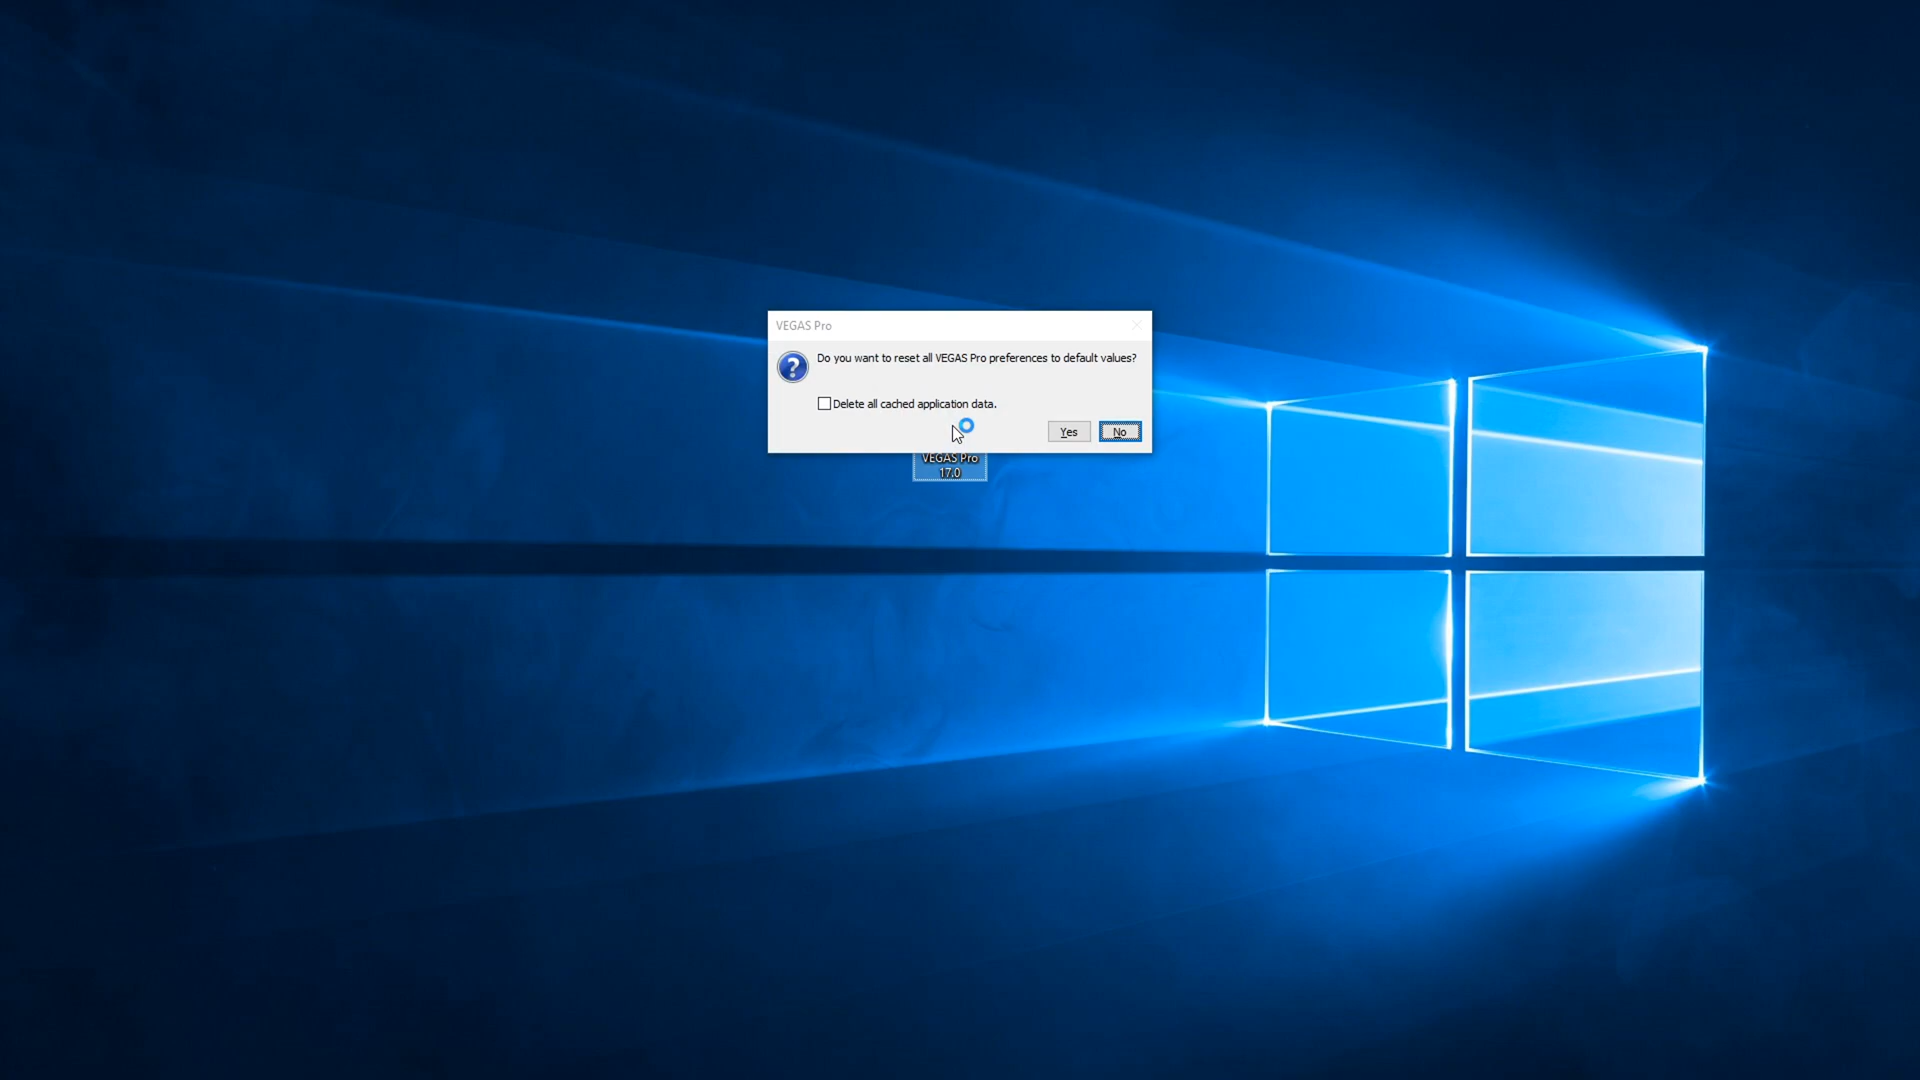 VEGAS Pro
?
Do you want to reset all VEGAS Pro preferences to default values?
Delete all cached application data.
Yes
No
VEGAS Pro
17.0